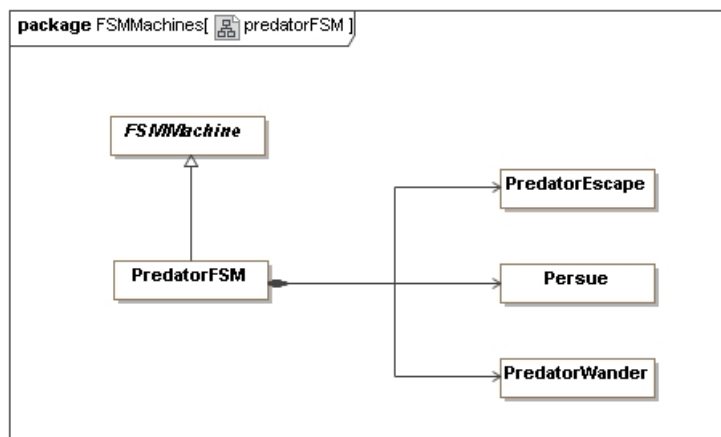 package FSMMachines[ predatorFSM ]
FSMMachine
PredatorEscape
PredatorFSM
Persue
PredatorWander